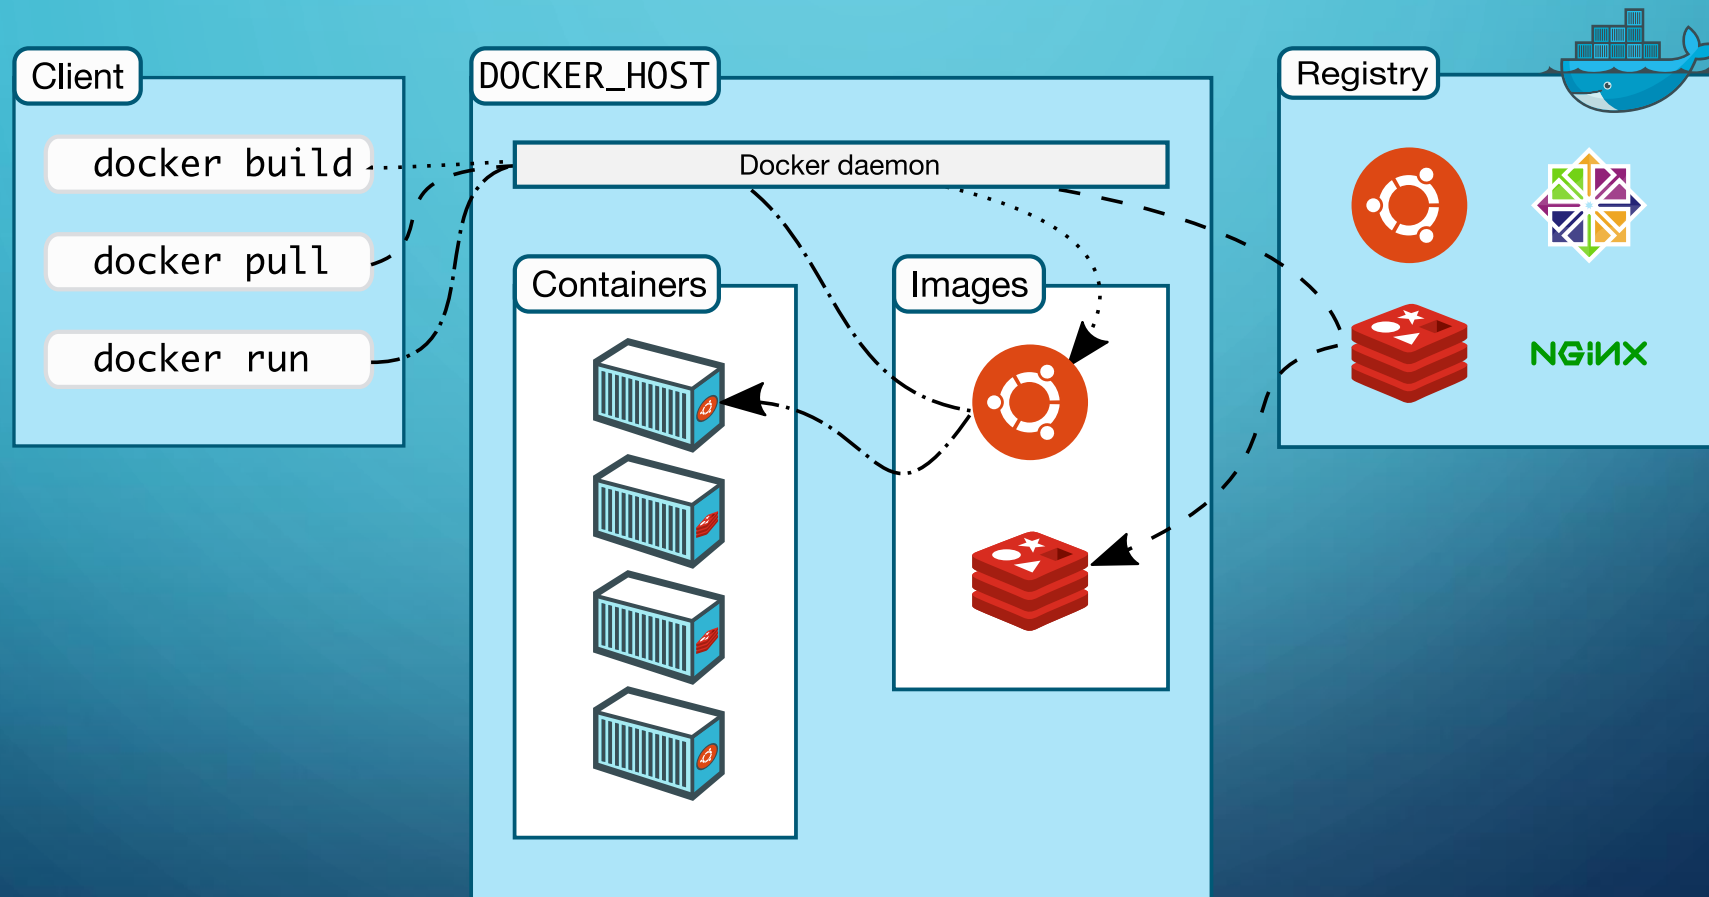 Client
docker build
docker pull
docker run
DOCKER_HOST
Docker daemon
Containers
Images
Registry
NGiNX